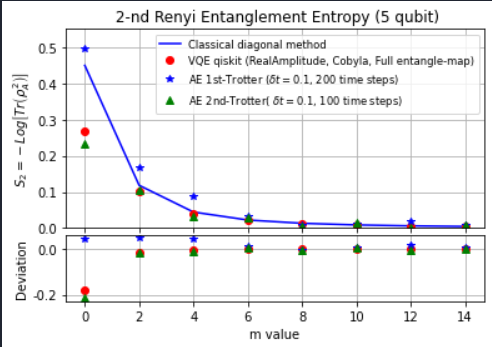 2-nd Renyi Entanglement Entropy (5 qubit)
Classical diagonal method
VQE qiskit (RealAmplitude, Cobyla, Full entangle-map)
AE 1st-Trotter (δt = 0.1, 200 time steps)
AE 2nd-Trotter( δt = 0.1, 100 time steps)
S₂ = −Log[Tr(ρ_A²)]
0.5
0.4
0.3
0.2
0.1
0.0
Deviation
0.0
-0.2
0 2 4 6 8 10 12 14
m value